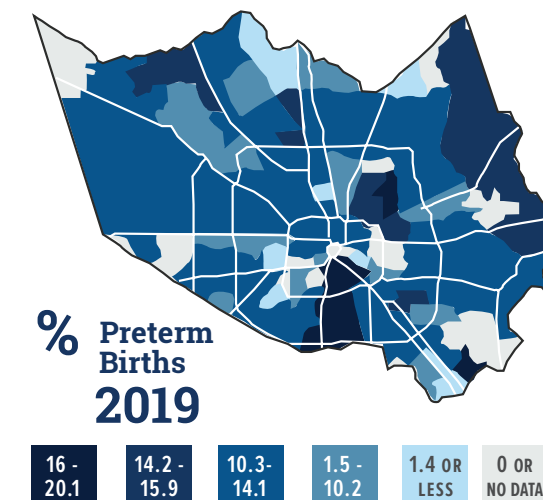 % Preterm
Births
2019
16 -
20.1
14.2 -
15.9
10.3-
14.1
1.5 -
10.2
1.4 OR
LESS
0 OR
NO DATA